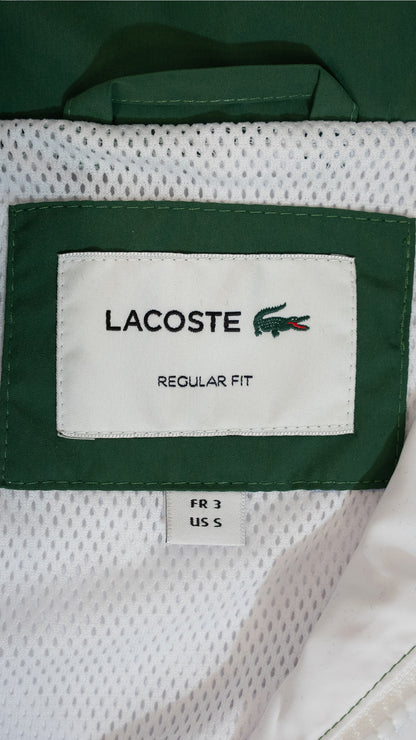 LACOSTE
REGULAR FIT
FR 3
US S